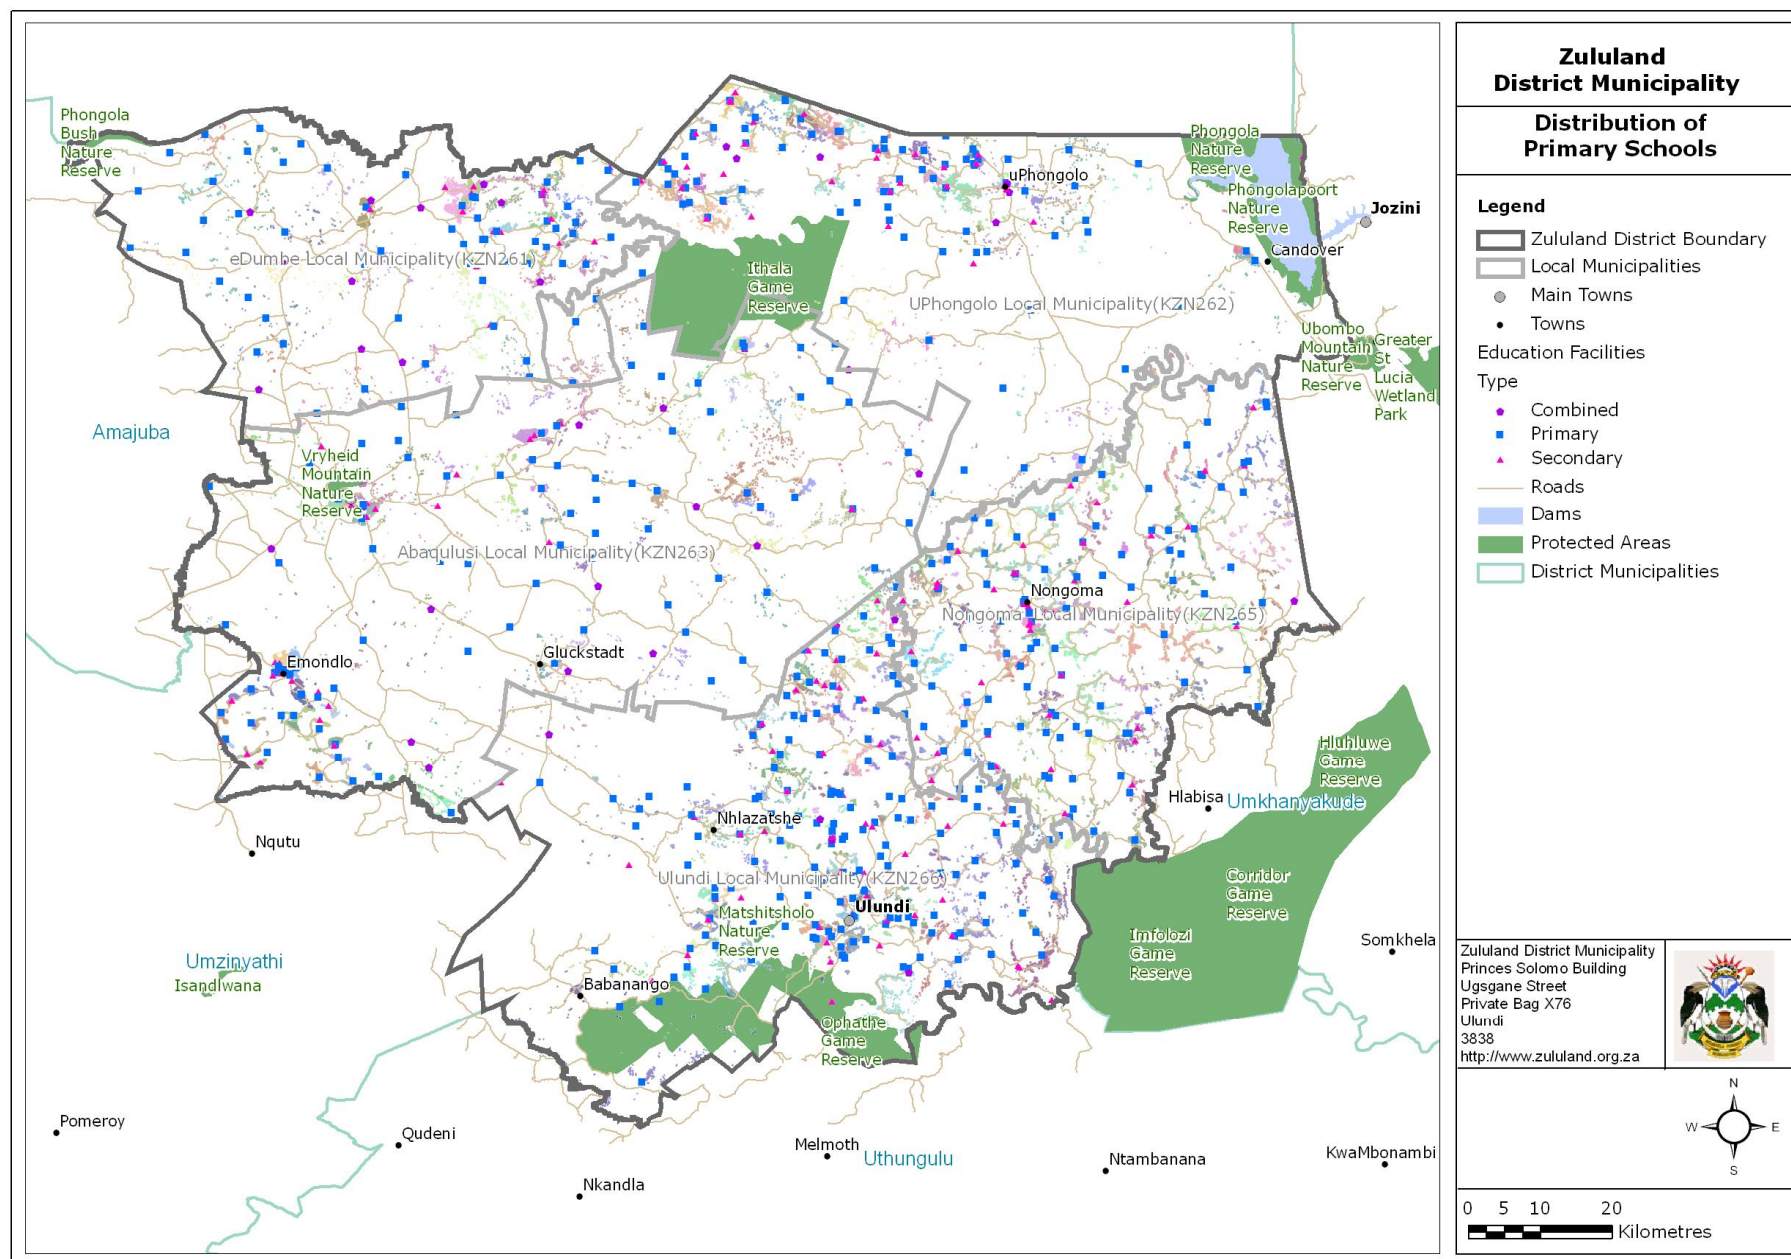 Phongola
Bush
Nature
Reserve
Phongola
Nature
Reserve
uPhongolo
Phongolapoort
Nature
Reserve
Jozini
Candover
eDumbe Local Municipality(KZN261)
Ithala
Game
Reserve
UPhongolo Local Municipality(KZN262)
Ubombo
Mountain
Nature
Reserve
Greater
St
Lucia
Wetland
Park
Amajuba
Vryheid
Mountain
Nature
Reserve
Abaqulusi Local Municipality(KZN263)
Nongoma
Nongoma Local Municipality(KZN265)
Emondlo
Gluckstadt
Hluhluwe
Game
Reserve
Hlabisa
Umkhanyakude
Nqutu
Nhlazatshe
Ulundi Local Municipality(KZN266)
Corridor
Game
Reserve
Ulundi
Matshitsholo
Nature
Reserve
Imfolozi
Game
Reserve
Somkhela
Umzinyathi
Isandlwana
Babanango
Ophathe
Game
Reserve
Pomeroy
Qudeni
Melmoth
Uthungulu
Ntambanana
KwaMbonambi
Nkandla
Zululand
District Municipality
Distribution of
Primary Schools
Legend
Zululand District Boundary
Local Municipalities
Main Towns
Towns
Education Facilities
Type
Combined
Primary
Secondary
Roads
Dams
Protected Areas
District Municipalities
Zululand District Municipality
Princes Solomo Building
Ugsgane Street
Private Bag X76
Ulundi
3838
http://www.zululand.org.za
N
W E
S
0 5 10 20
Kilometres